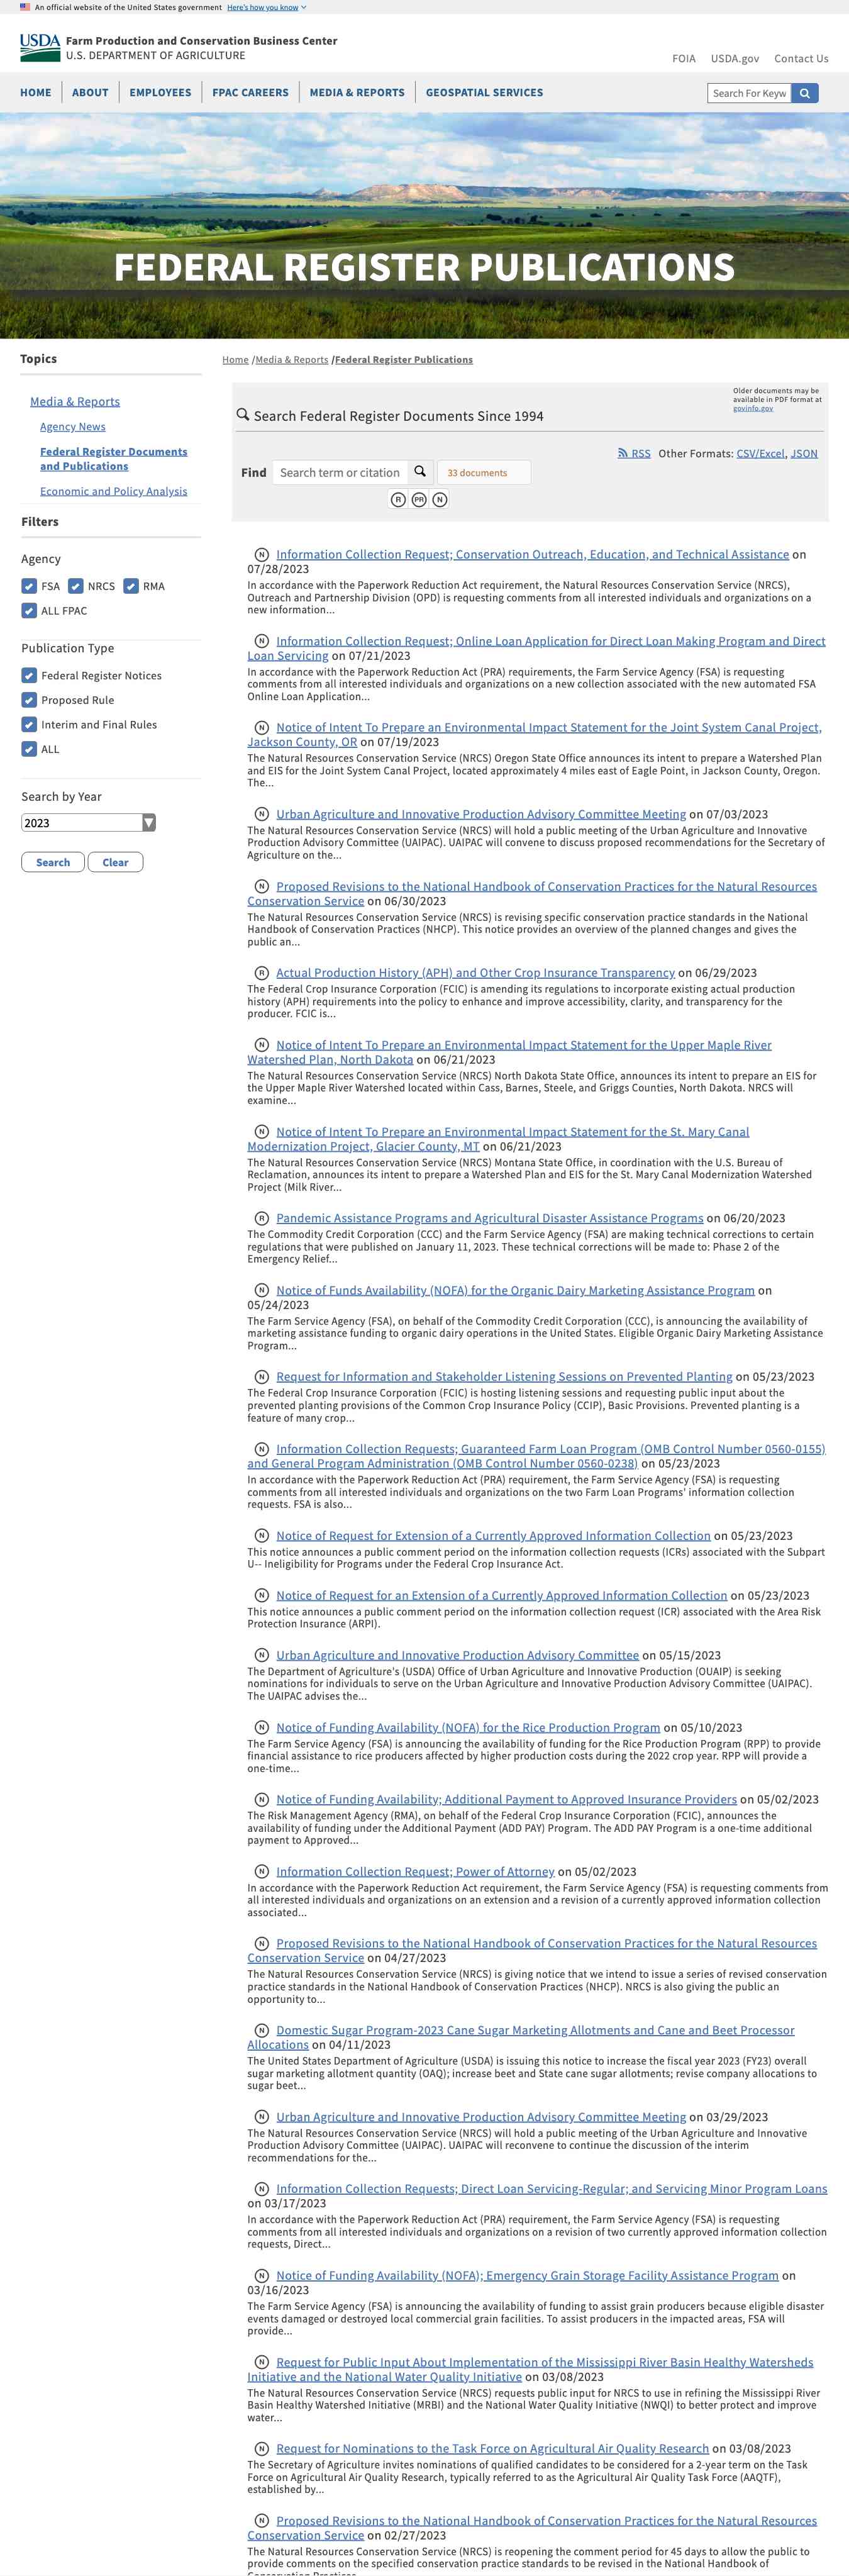 An official website of the United States government Here's how you know
USDA Farm Production and Conservation Business Center
U.S. DEPARTMENT OF AGRICULTURE
FOIA USDA.gov Contact Us
HOME ABOUT EMPLOYEES FPAC CAREERS MEDIA & REPORTS GEOSPATIAL SERVICES
Search For Keyw
FEDERAL REGISTER PUBLICATIONS
Topics
Media & Reports
Agency News
Federal Register Documents
and Publications
Economic and Policy Analysis
Filters
Agency
FSA NRCS RMA
ALL FPAC
Publication Type
Federal Register Notices
Proposed Rule
Interim and Final Rules
ALL
Search by Year
2023
Search Clear
Home /Media & Reports /Federal Register Publications
Older documents may be
available in PDF format at
govinfo.gov
Search Federal Register Documents Since 1994
RSS Other Formats: CSV/Excel, JSON
Find Search term or citation 33 documents
R PR N
N Information Collection Request; Conservation Outreach, Education, and Technical Assistance on
07/28/2023
In accordance with the Paperwork Reduction Act requirement, the Natural Resources Conservation Service (NRCS),
Outreach and Partnership Division (OPD) is requesting comments from all interested individuals and organizations on a
new information...
N Information Collection Request; Online Loan Application for Direct Loan Making Program and Direct
Loan Servicing on 07/21/2023
In accordance with the Paperwork Reduction Act (PRA) requirements, the Farm Service Agency (FSA) is requesting
comments from all interested individuals and organizations on a new collection associated with the new automated FSA
Online Loan Application...
N Notice of Intent To Prepare an Environmental Impact Statement for the Joint System Canal Project,
Jackson County, OR on 07/19/2023
The Natural Resources Conservation Service (NRCS) Oregon State Office announces its intent to prepare a Watershed Plan
and EIS for the Joint System Canal Project, located approximately 4 miles east of Eagle Point, in Jackson County, Oregon.
The...
N Urban Agriculture and Innovative Production Advisory Committee Meeting on 07/03/2023
The Natural Resources Conservation Service (NRCS) will hold a public meeting of the Urban Agriculture and Innovative
Production Advisory Committee (UAIPAC). UAIPAC will convene to discuss proposed recommendations for the Secretary of
Agriculture on the...
N Proposed Revisions to the National Handbook of Conservation Practices for the Natural Resources
Conservation Service on 06/30/2023
The Natural Resources Conservation Service (NRCS) is revising specific conservation practice standards in the National
Handbook of Conservation Practices (NHCP). This notice provides an overview of the planned changes and gives the
public an...
R Actual Production History (APH) and Other Crop Insurance Transparency on 06/29/2023
The Federal Crop Insurance Corporation (FCIC) is amending its regulations to incorporate existing actual production
history (APH) requirements into the policy to enhance and improve accessibility, clarity, and transparency for the
producer. FCIC is...
N Notice of Intent To Prepare an Environmental Impact Statement for the Upper Maple River
Watershed Plan, North Dakota on 06/21/2023
The Natural Resources Conservation Service (NRCS) North Dakota State Office, announces its intent to prepare an EIS for
the Upper Maple River Watershed located within Cass, Barnes, Steele, and Griggs Counties, North Dakota. NRCS will
examine...
N Notice of Intent To Prepare an Environmental Impact Statement for the St. Mary Canal
Modernization Project, Glacier County, MT on 06/21/2023
The Natural Resources Conservation Service (NRCS) Montana State Office, in coordination with the U.S. Bureau of
Reclamation, announces its intent to prepare a Watershed Plan and EIS for the St. Mary Canal Modernization Watershed
Project (Milk River...
R Pandemic Assistance Programs and Agricultural Disaster Assistance Programs on 06/20/2023
The Commodity Credit Corporation (CCC) and the Farm Service Agency (FSA) are making technical corrections to certain
regulations that were published on January 11, 2023. These technical corrections will be made to: Phase 2 of the
Emergency Relief...
N Notice of Funds Availability (NOFA) for the Organic Dairy Marketing Assistance Program on
05/24/2023
The Farm Service Agency (FSA), on behalf of the Commodity Credit Corporation (CCC), is announcing the availability of
marketing assistance funding to organic dairy operations in the United States. Eligible Organic Dairy Marketing Assistance
Program...
N Request for Information and Stakeholder Listening Sessions on Prevented Planting on 05/23/2023
The Federal Crop Insurance Corporation (FCIC) is hosting listening sessions and requesting public input about the
prevented planting provisions of the Common Crop Insurance Policy (CCIP), Basic Provisions. Prevented planting is a
feature of many crop...
N Information Collection Requests; Guaranteed Farm Loan Program (OMB Control Number 0560-0155)
and General Program Administration (OMB Control Number 0560-0238) on 05/23/2023
In accordance with the Paperwork Reduction Act (PRA) requirement, the Farm Service Agency (FSA) is requesting
comments from all interested individuals and organizations on the two Farm Loan Programs' information collection
requests. FSA is also...
N Notice of Request for Extension of a Currently Approved Information Collection on 05/23/2023
This notice announces a public comment period on the information collection requests (ICRs) associated with the Subpart
U-- Ineligibility for Programs under the Federal Crop Insurance Act.
N Notice of Request for an Extension of a Currently Approved Information Collection on 05/23/2023
This notice announces a public comment period on the information collection request (ICR) associated with the Area Risk
Protection Insurance (ARPI).
N Urban Agriculture and Innovative Production Advisory Committee on 05/15/2023
The Department of Agriculture's (USDA) Office of Urban Agriculture and Innovative Production (OUAIP) is seeking
nominations for individuals to serve on the Urban Agriculture and Innovative Production Advisory Committee (UAIPAC).
The UAIPAC advises the...
N Notice of Funding Availability (NOFA) for the Rice Production Program on 05/10/2023
The Farm Service Agency (FSA) is announcing the availability of funding for the Rice Production Program (RPP) to provide
financial assistance to rice producers affected by higher production costs during the 2022 crop year. RPP will provide a
one-time...
N Notice of Funding Availability; Additional Payment to Approved Insurance Providers on 05/02/2023
The Risk Management Agency (RMA), on behalf of the Federal Crop Insurance Corporation (FCIC), announces the
availability of funding under the Additional Payment (ADD PAY) Program. The ADD PAY Program is a one-time additional
payment to Approved...
N Information Collection Request; Power of Attorney on 05/02/2023
In accordance with the Paperwork Reduction Act requirement, the Farm Service Agency (FSA) is requesting comments from
all interested individuals and organizations on an extension and a revision of a currently approved information collection
associated...
N Proposed Revisions to the National Handbook of Conservation Practices for the Natural Resources
Conservation Service on 04/27/2023
The Natural Resources Conservation Service (NRCS) is giving notice that we intend to issue a series of revised conservation
practice standards in the National Handbook of Conservation Practices (NHCP). NRCS is also giving the public an
opportunity to...
N Domestic Sugar Program-2023 Cane Sugar Marketing Allotments and Cane and Beet Processor
Allocations on 04/11/2023
The United States Department of Agriculture (USDA) is issuing this notice to increase the fiscal year 2023 (FY23) overall
sugar marketing allotment quantity (OAQ); increase beet and State cane sugar allotments; revise company allocations to
sugar beet...
N Urban Agriculture and Innovative Production Advisory Committee Meeting on 03/29/2023
The Natural Resources Conservation Service (NRCS) will hold a public meeting of the Urban Agriculture and Innovative
Production Advisory Committee (UAIPAC). UAIPAC will reconvene to continue the discussion of the interim
recommendations for the...
N Information Collection Requests; Direct Loan Servicing-Regular; and Servicing Minor Program Loans
on 03/17/2023
In accordance with the Paperwork Reduction Act (PRA) requirement, the Farm Service Agency (FSA) is requesting
comments from all interested individuals and organizations on a revision of two currently approved information collection
requests, Direct...
N Notice of Funding Availability (NOFA); Emergency Grain Storage Facility Assistance Program on
03/16/2023
The Farm Service Agency (FSA) is announcing the availability of funding to assist grain producers because eligible disaster
events damaged or destroyed local commercial grain facilities. To assist producers in the impacted areas, FSA will
provide...
N Request for Public Input About Implementation of the Mississippi River Basin Healthy Watersheds
Initiative and the National Water Quality Initiative on 03/08/2023
The Natural Resources Conservation Service (NRCS) requests public input for NRCS to use in refining the Mississippi River
Basin Healthy Watershed Initiative (MRBI) and the National Water Quality Initiative (NWQI) to better protect and improve
water...
N Request for Nominations to the Task Force on Agricultural Air Quality Research on 03/08/2023
The Secretary of Agriculture invites nominations of qualified candidates to be considered for a 2-year term on the Task
Force on Agricultural Air Quality Research, typically referred to as the Agricultural Air Quality Task Force (AAQTF),
established by...
N Proposed Revisions to the National Handbook of Conservation Practices for the Natural Resources
Conservation Service on 02/27/2023
The Natural Resources Conservation Service (NRCS) is reopening the comment period for 45 days to allow the public to
provide comments on the specified conservation practice standards to be revised in the National Handbook of